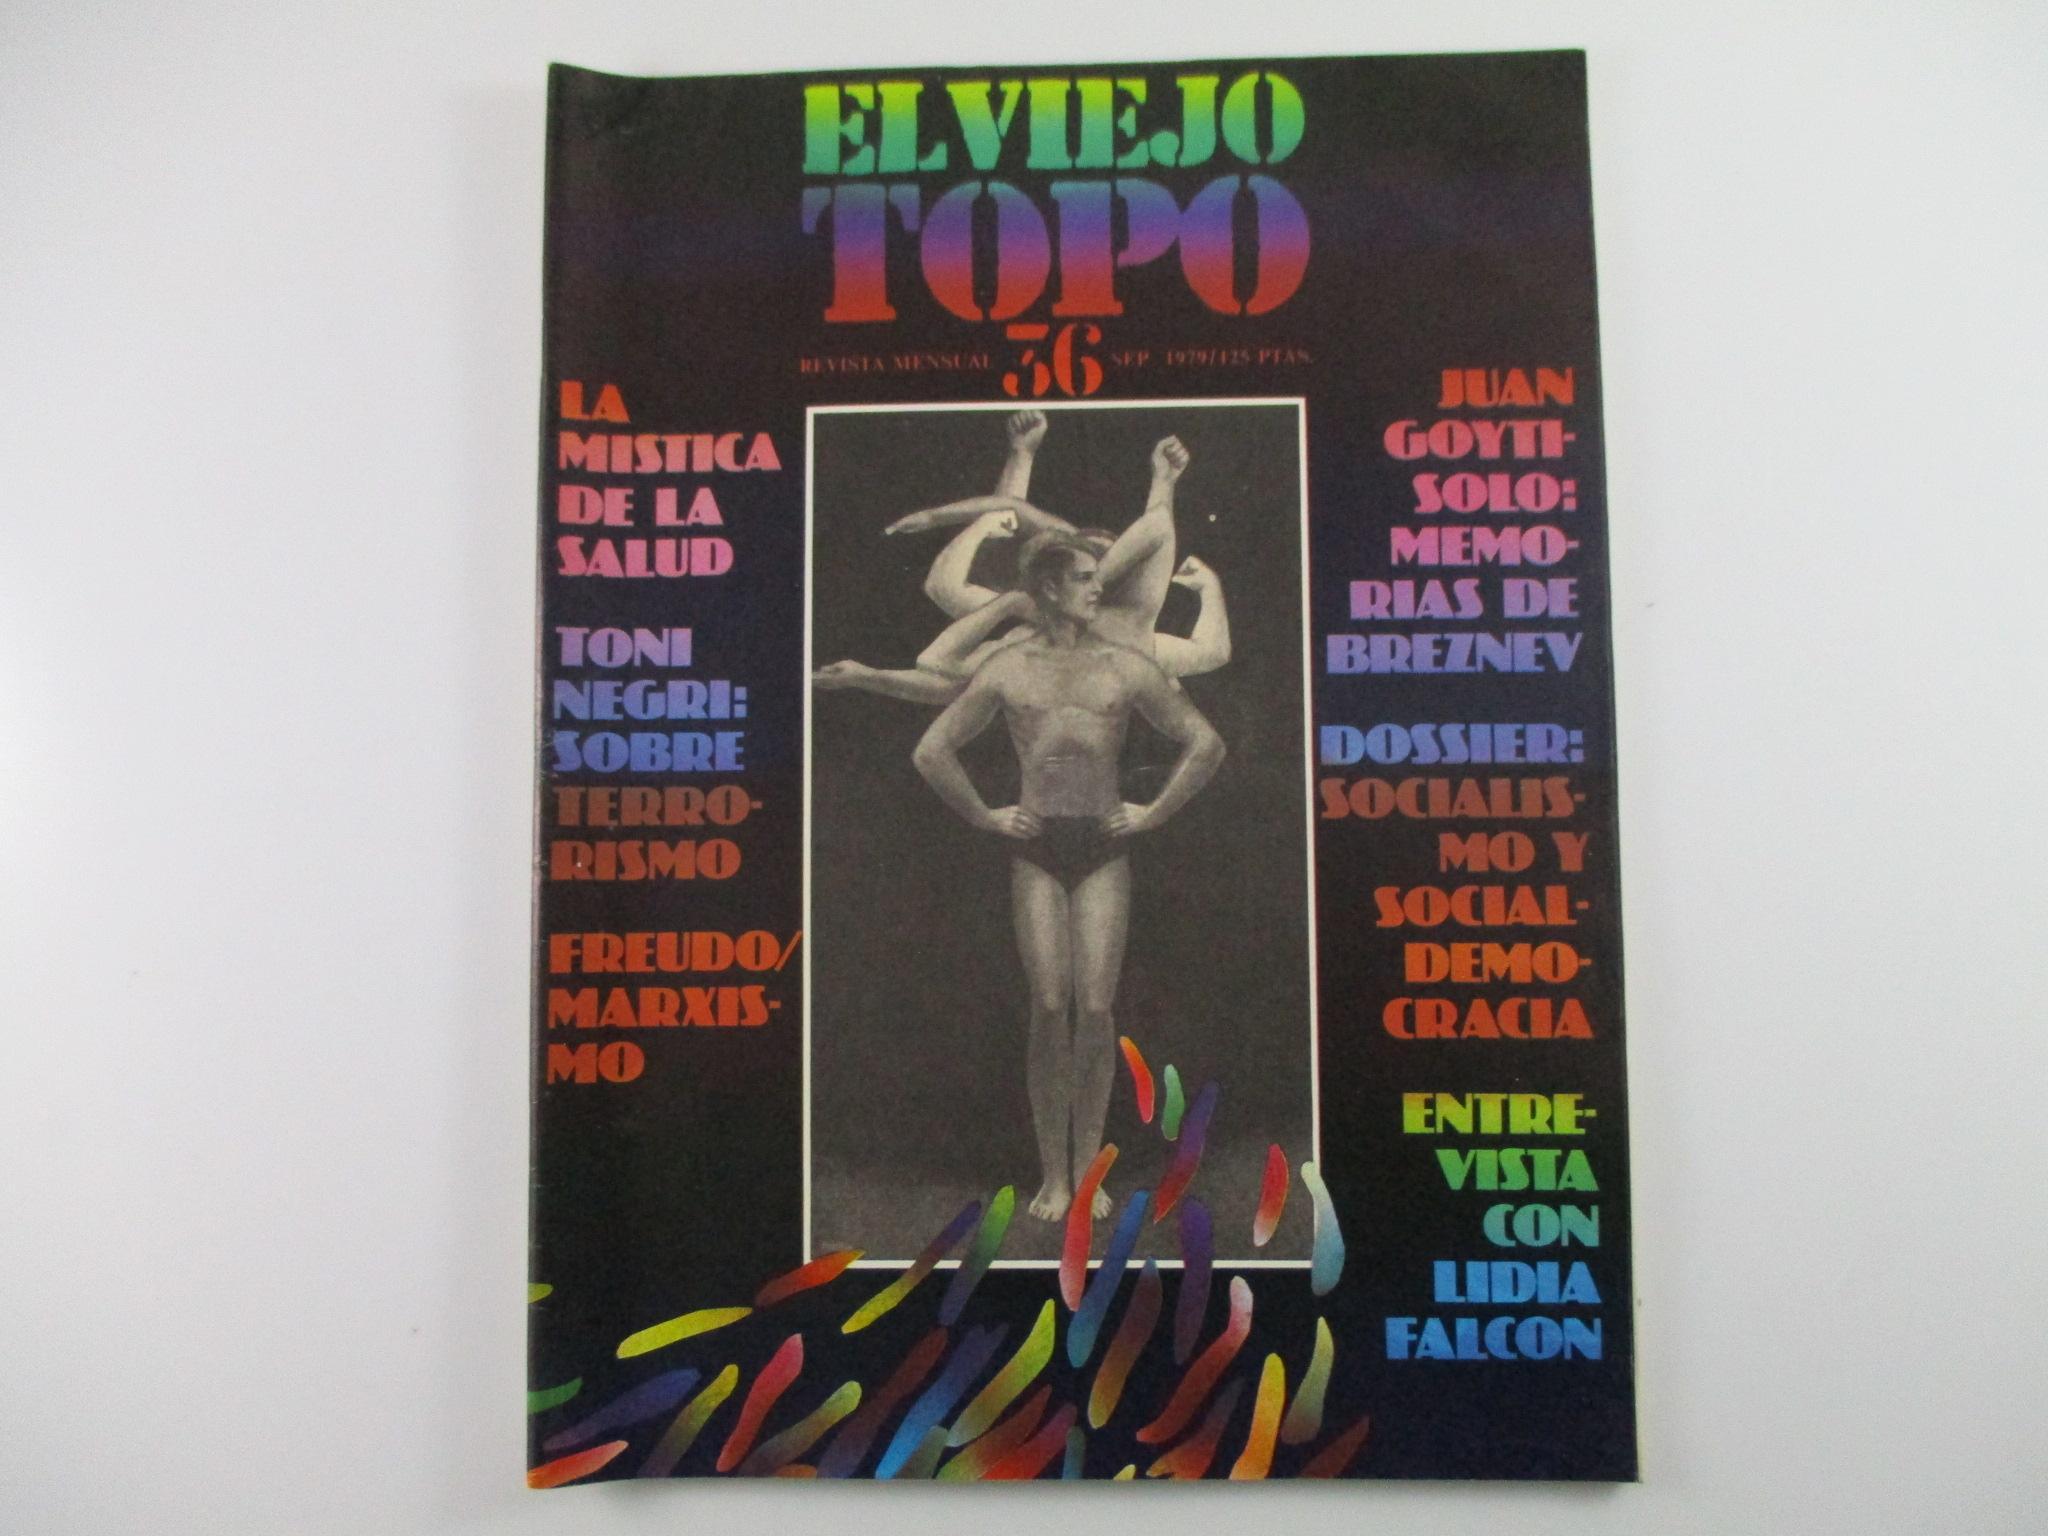 EL VIEJO
TOPO
REVISTA MENSUAL 36 SEP 1979/125 PTAS.
LA
MISTICA
DE LA
SALUD
TONI
NEGRI:
SOBRE
TERRO-
RISMO
FREUDO/
MARXIS-
MO
JUAN
GOYTI-
SOLO:
MEMO-
RIAS DE
BREZNEV
DOSSIER:
SOCIALIS-
MO Y
SOCIAL-
DEMO-
CRACIA
ENTRE-
VISTA
CON
LIDIA
FALCON